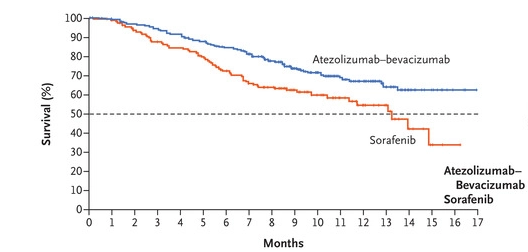 100
90
80
70
60
50
40
30
20
10
0
Survival (%)
Atezolizumab–bevacizumab
Sorafenib
Atezolizumab–
Bevacizumab
Sorafenib
0 1 2 3 4 5 6 7 8 9 10 11 12 13 14 15 16 17
Months